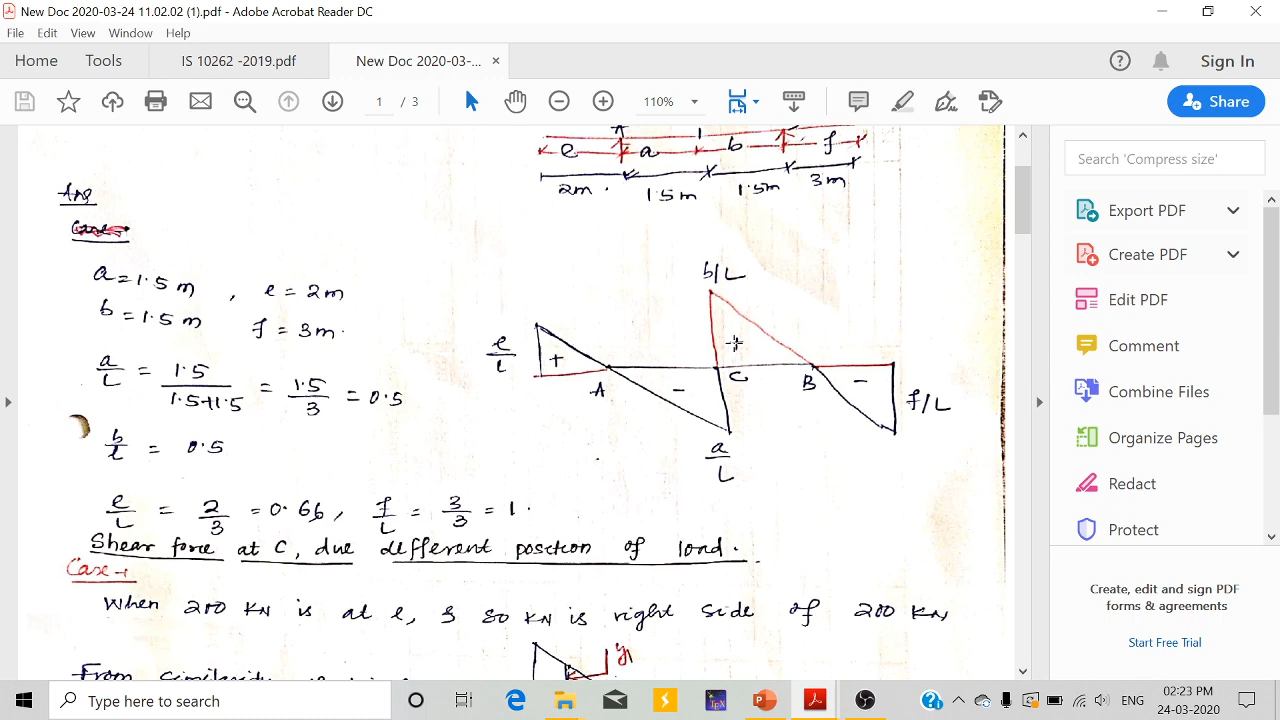 New Doc 2020-03-24 11.02.02 (1).pdf - Adobe Acrobat Reader DC
File Edit View Window Help
Home Tools IS 10262 -2019.pdf New Doc 2020-03-... ×
? Sign In
1 / 3 110% Share
e a b f
2m. 1.5m 1.5m 3m
Ans
Case
a = 1.5 m , e = 2m
b = 1.5 m f = 3m.
a/L = 1.5/1.5+1.5 = 1.5/3 = 0.5
b/L = 0.5
e/L = 2/3 = 0.66, f/L = 3/3 = 1.
b/L
e/L + A - C + B - f/L
a/L
Shear force at C, due defferent position of load.
Case-1
When 200 KN is at e, & 80 KN is right side of 200 KN,
From similarity
y1
Search 'Compress size'
Export PDF
Create PDF
Edit PDF
Comment
Combine Files
Organize Pages
Redact
Protect
Create, edit and sign PDF
forms & agreements
Start Free Trial
Type here to search
ENG
02:23 PM
24-03-2020